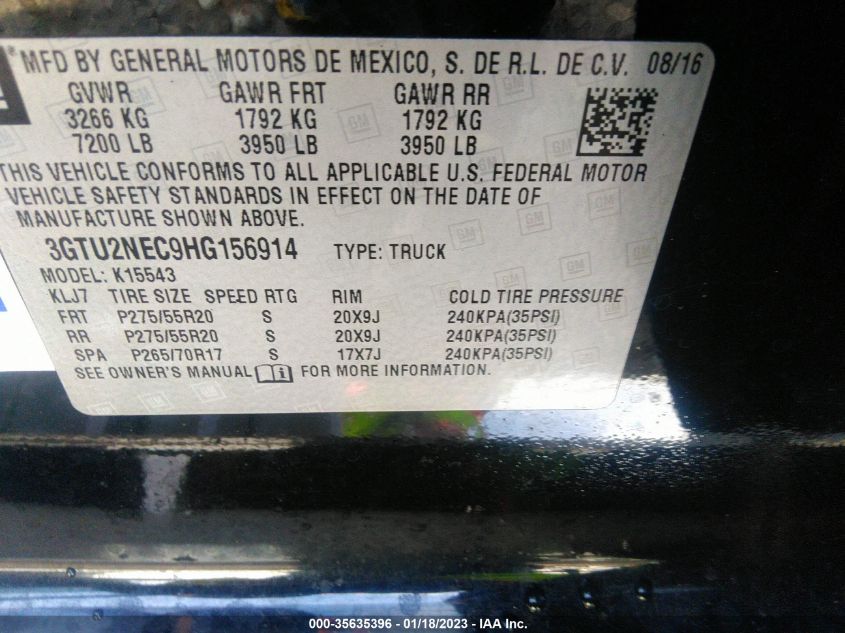 MFD BY GENERAL MOTORS DE MEXICO, S. DE R.L. DE C.V. 08/16
GVWR GAWR FRT GAWR RR
3266 KG 1792 KG 1792 KG
7200 LB 3950 LB 3950 LB
THIS VEHICLE CONFORMS TO ALL APPLICABLE U.S. FEDERAL MOTOR
VEHICLE SAFETY STANDARDS IN EFFECT ON THE DATE OF
MANUFACTURE SHOWN ABOVE.
3GTU2NEC9HG156914 TYPE: TRUCK
MODEL: K15543
KLJ7 TIRE SIZE SPEED RTG RIM COLD TIRE PRESSURE
FRT P275/55R20 S 20X9J 240KPA(35PSI)
RR P275/55R20 S 20X9J 240KPA(35PSI)
SPA P265/70R17 S 17X7J 240KPA(35PSI)
SEE OWNER'S MANUAL FOR MORE INFORMATION.
000-35635396 - 01/18/2023 - IAA Inc.